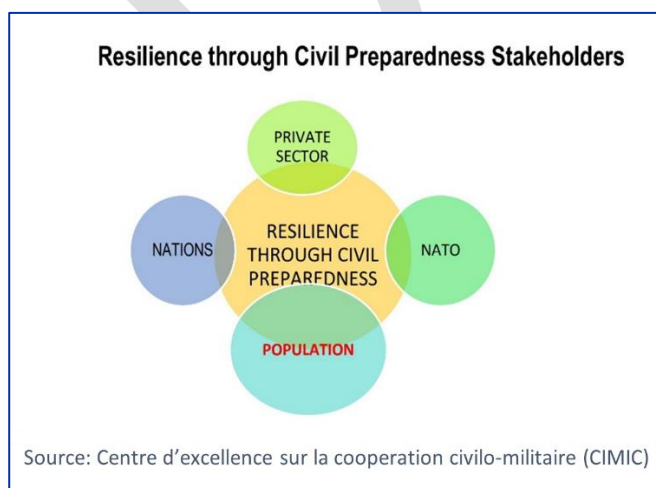 Resilience through Civil Preparedness Stakeholders
PRIVATE
SECTOR
NATIONS
RESILIENCE
THROUGH CIVIL
PREPAREDNESS
NATO
POPULATION
Source: Centre d'excellence sur la cooperation civilo-militaire (CIMIC)